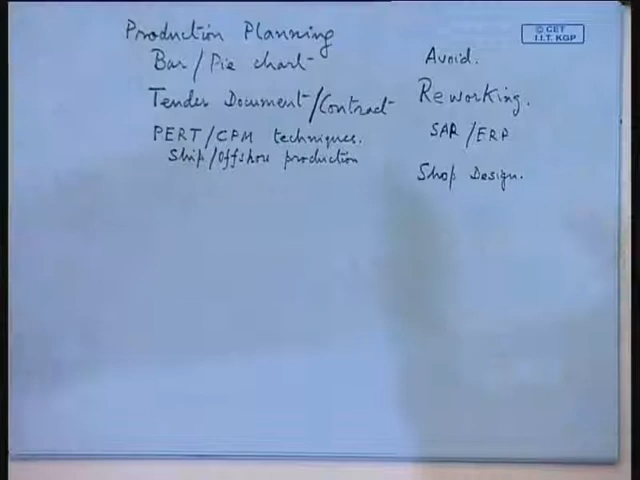 Production Planning
Bar/Pie chart
Tender Document/Contract
PERT/CPM techniques.
Ship/Offshore production
© CET
I.I.T. KGP
Avoid.
Reworking.
SAP/ERP
Shop Design.